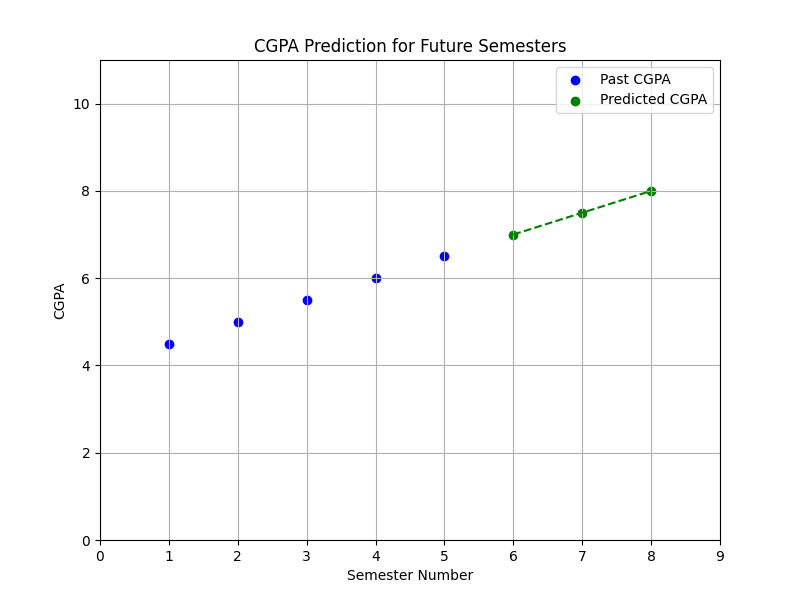 CGPA Prediction for Future Semesters
Past CGPA
Predicted CGPA
10
8
6
4
2
0
CGPA
0 1 2 3 4 5 6 7 8 9
Semester Number